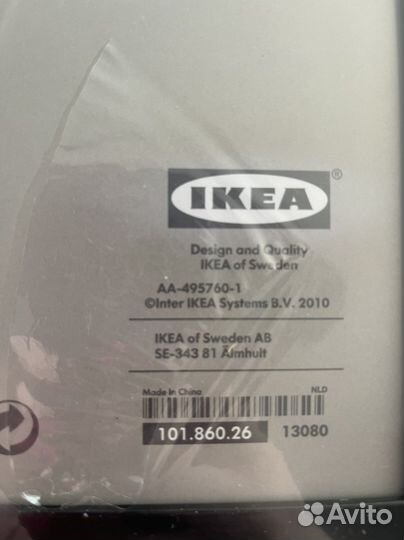 IKEA®
Design and Quality
IKEA of Sweden
AA-495760-1
©Inter IKEA Systems B.V. 2010
IKEA of Sweden AB
SE-343 81 Älmhult
Made in China NLD
101.860.26 13080
Avito